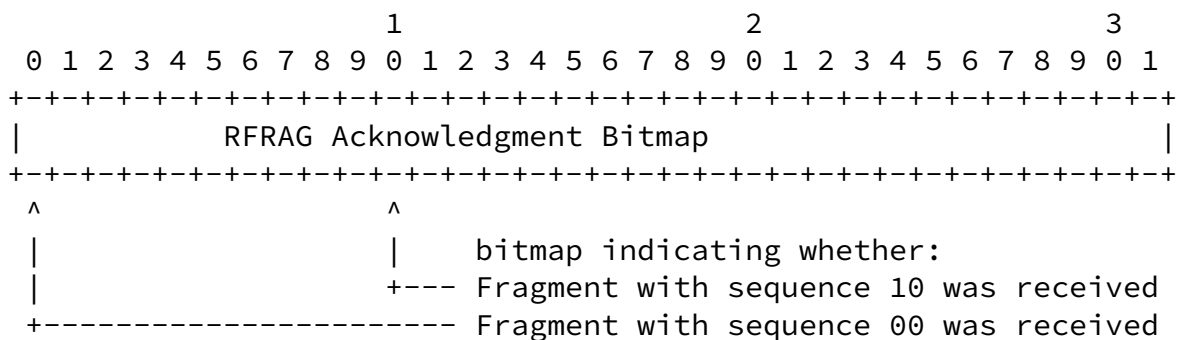 1                   2                   3
 0 1 2 3 4 5 6 7 8 9 0 1 2 3 4 5 6 7 8 9 0 1 2 3 4 5 6 7 8 9 0 1
+-+-+-+-+-+-+-+-+-+-+-+-+-+-+-+-+-+-+-+-+-+-+-+-+-+-+-+-+-+-+-+-+
|           RFRAG Acknowledgment Bitmap                         |
+-+-+-+-+-+-+-+-+-+-+-+-+-+-+-+-+-+-+-+-+-+-+-+-+-+-+-+-+-+-+-+-+
 ^                   ^
 |                   |    bitmap indicating whether:
 |                   +--- Fragment with sequence 10 was received
 +----------------------- Fragment with sequence 00 was received